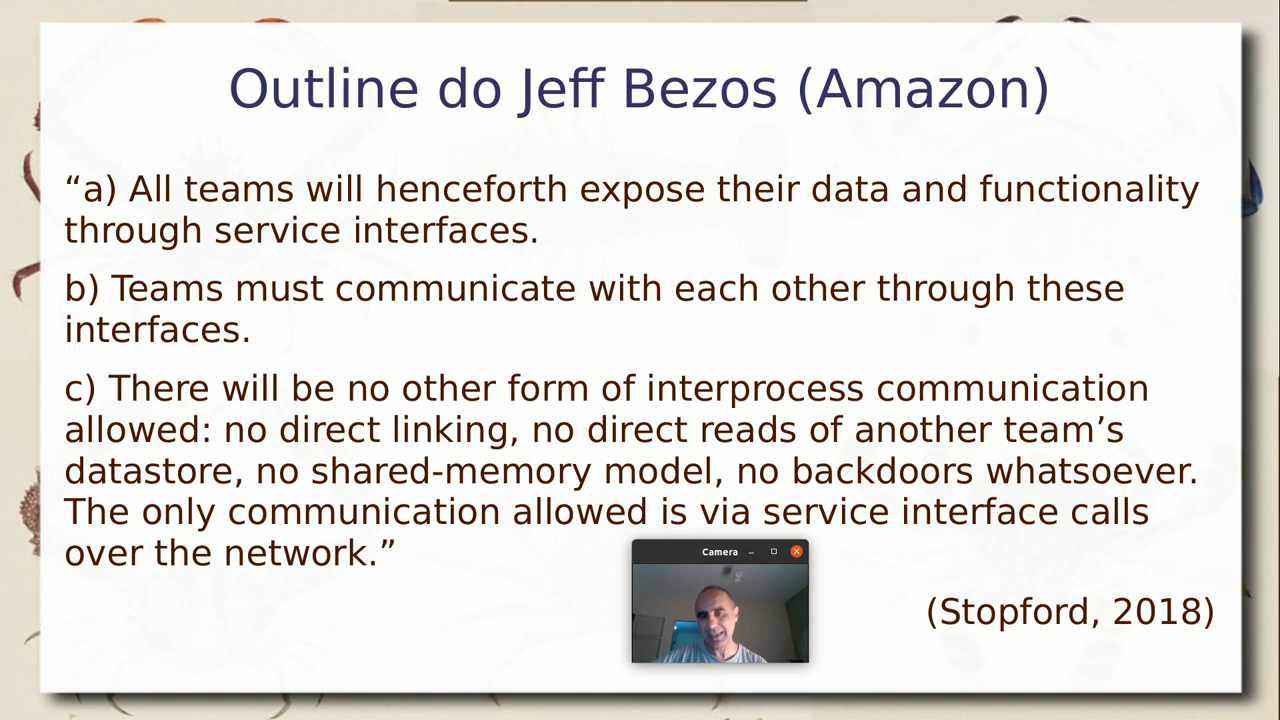 Outline do Jeff Bezos (Amazon)
“a) All teams will henceforth expose their data and functionality
through service interfaces.
b) Teams must communicate with each other through these
interfaces.
c) There will be no other form of interprocess communication
allowed: no direct linking, no direct reads of another team’s
datastore, no shared-memory model, no backdoors whatsoever.
The only communication allowed is via service interface calls
over the network.”
Camera
(Stopford, 2018)